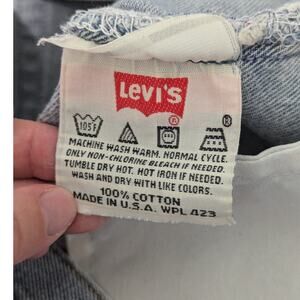 LEVI'S
®
105F
MACHINE WASH WARM. NORMAL CYCLE.
ONLY NON-CHLORINE BLEACH IF NEEDED.
TUMBLE DRY HOT. HOT IRON IF NEEDED.
WASH AND DRY WITH LIKE COLORS.
100% COTTON
MADE IN U.S.A. WPL 423